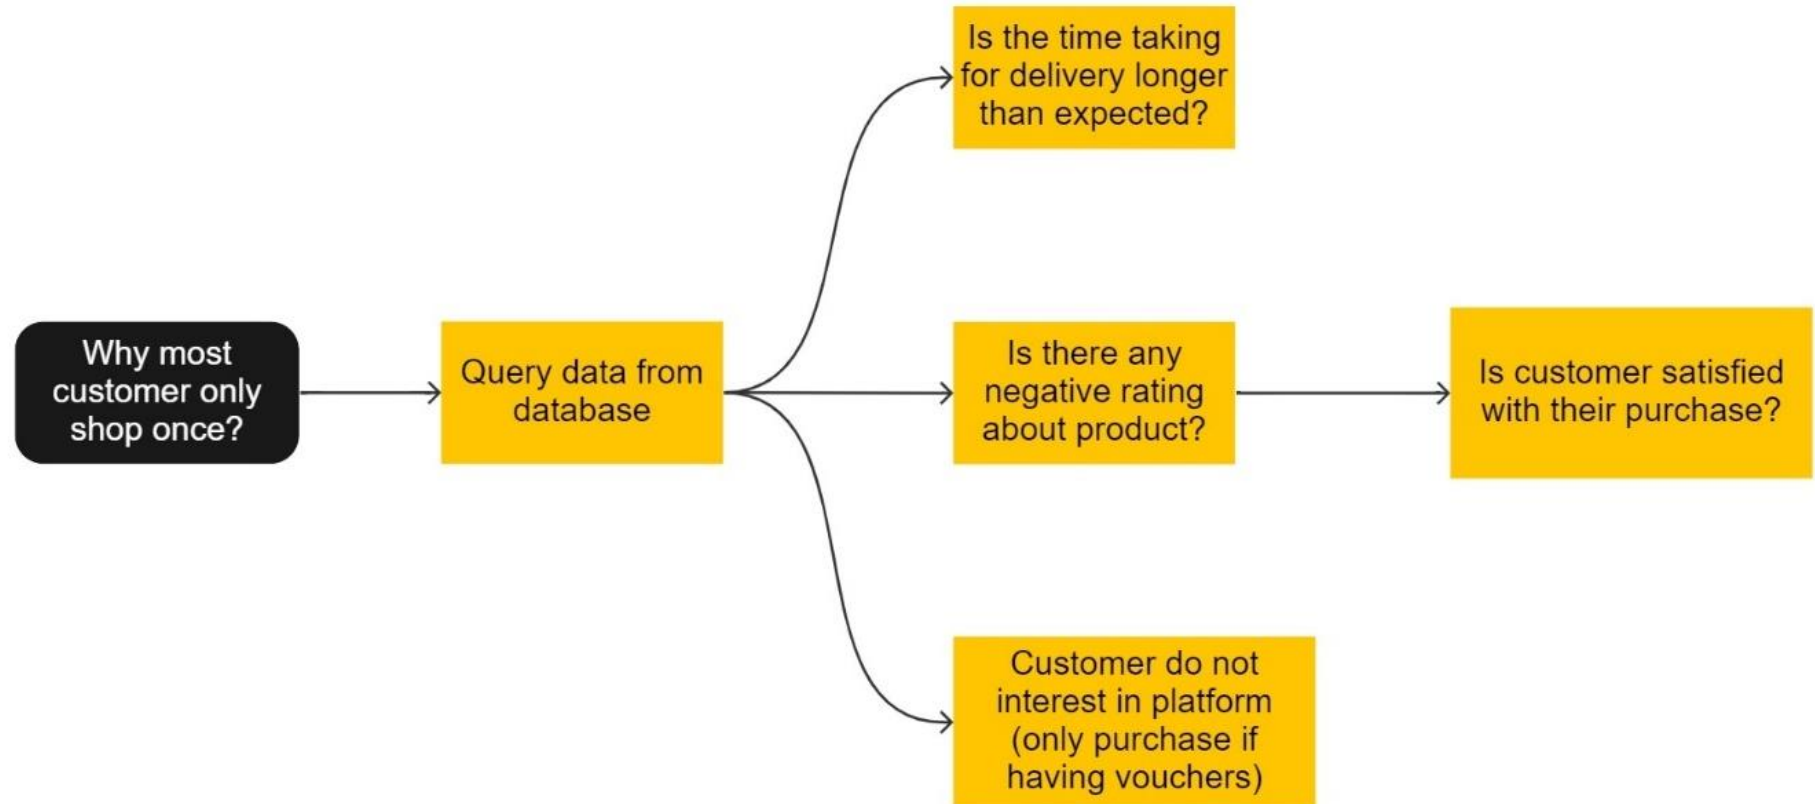 Why most
customer only
shop once?
Query data from
database
Is the time taking
for delivery longer
than expected?
Is there any
negative rating
about product?
Is customer satisfied
with their purchase?
Customer do not
interest in platform
(only purchase if
having vouchers)